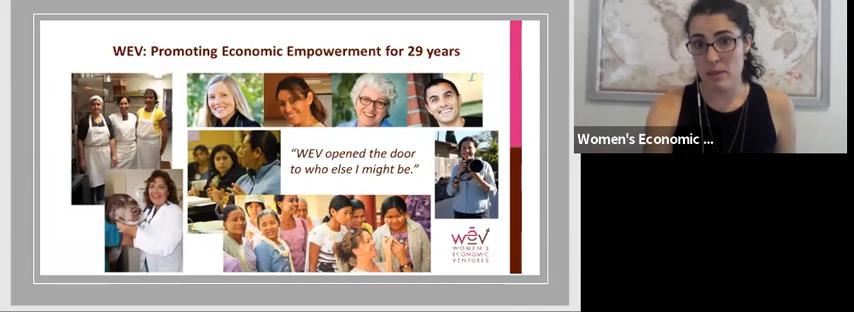 WEV: Promoting Economic Empowerment for 29 years
"WEV opened the door
to who else I might be."
wēv
WOMEN'S
ECONOMIC
VENTURES
Women's Economic ...